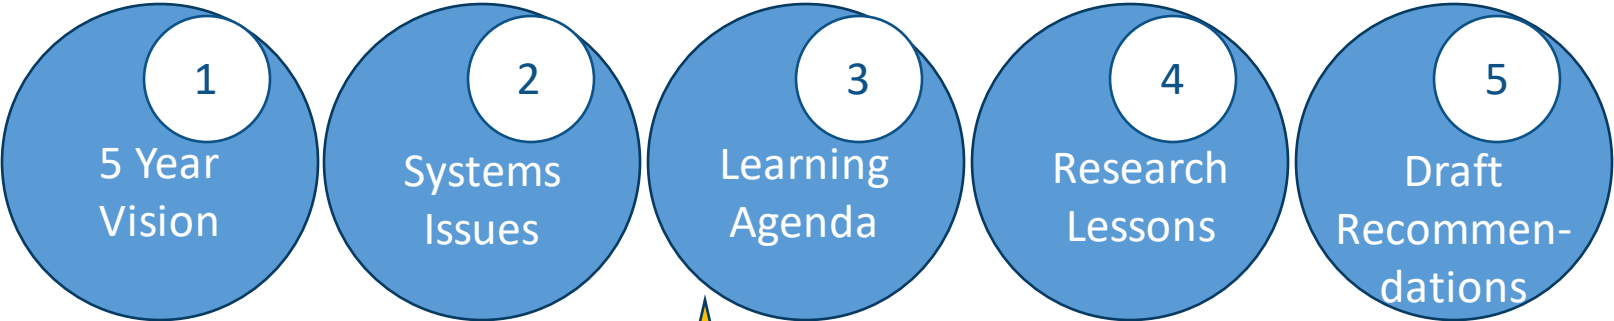 1
5 Year
Vision
2
Systems
Issues
3
Learning
Agenda
4
Research
Lessons
5
Draft
Recommen-
dations